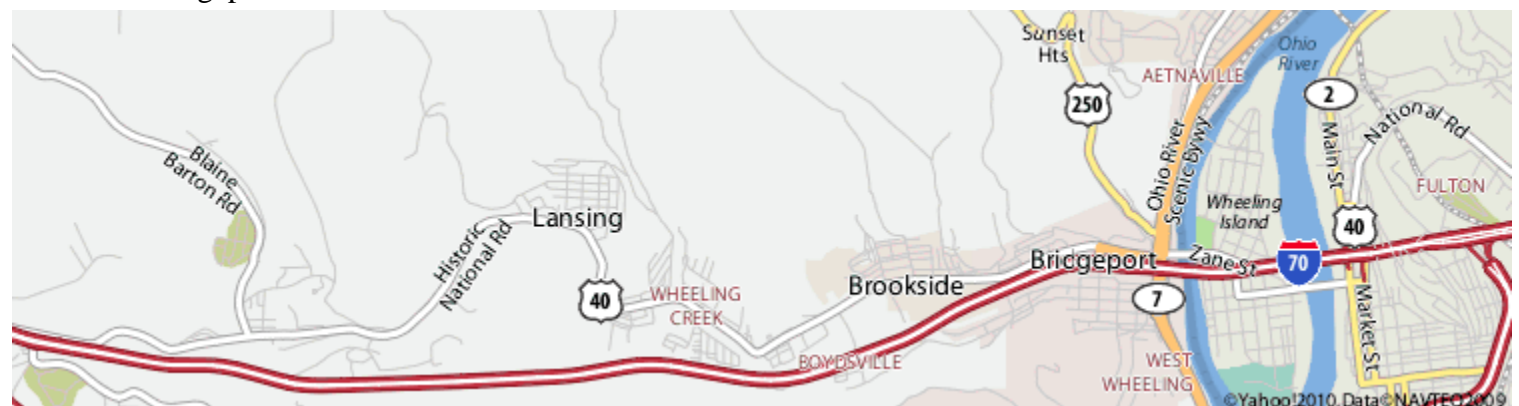 Sunset
Hts
Ohio
River
AETNAVILLE
250
2
National Rd
Main St
Blaine
Barton Rd
Ohio River
Scenic Bywy
FULTON
Wheeling
Island
Lansing
40
Historic
National Rd
Bridgeport
Zane St
70
Brookside
40
WHEELING
CREEK
7
Market St
BOYDSVILLE
WEST
WHEELING
©Yahoo!2010, Data©NAVTEQ2009